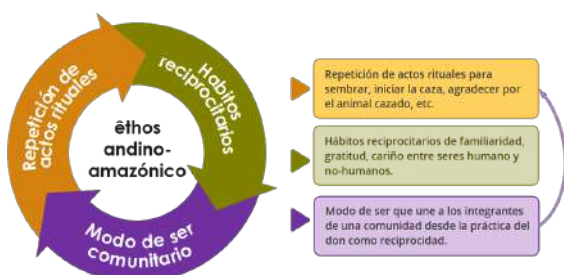 Repetición de
actos rituales
Habitos
reciprocitarios
êthos
andino-
amazónico
Modo de ser
comunitario
Repetición de actos rituales para
sembrar, iniciar la caza, agradecer por
el animal cazado, etc.
Hábitos reciprocitarios de familiaridad,
gratitud, cariño entre seres humano y
no-humanos.
Modo de ser que une a los integrantes
de una comunidad desde la práctica del
don como reciprocidad.